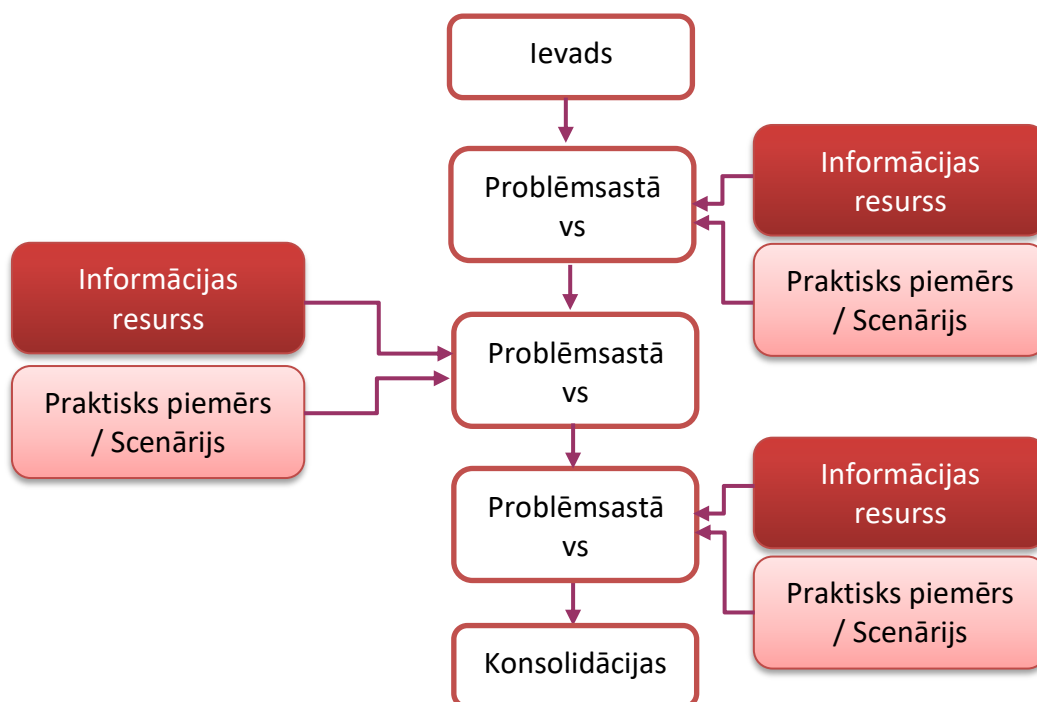 Ievads
Problēmsastā
vs
Informācijas
resurss
Praktisks piemērs
/ Scenārijs
Informācijas
resurss
Praktisks piemērs
/ Scenārijs
Problēmsastā
vs
Problēmsastā
vs
Informācijas
resurss
Praktisks piemērs
/ Scenārijs
Konsolidācijas